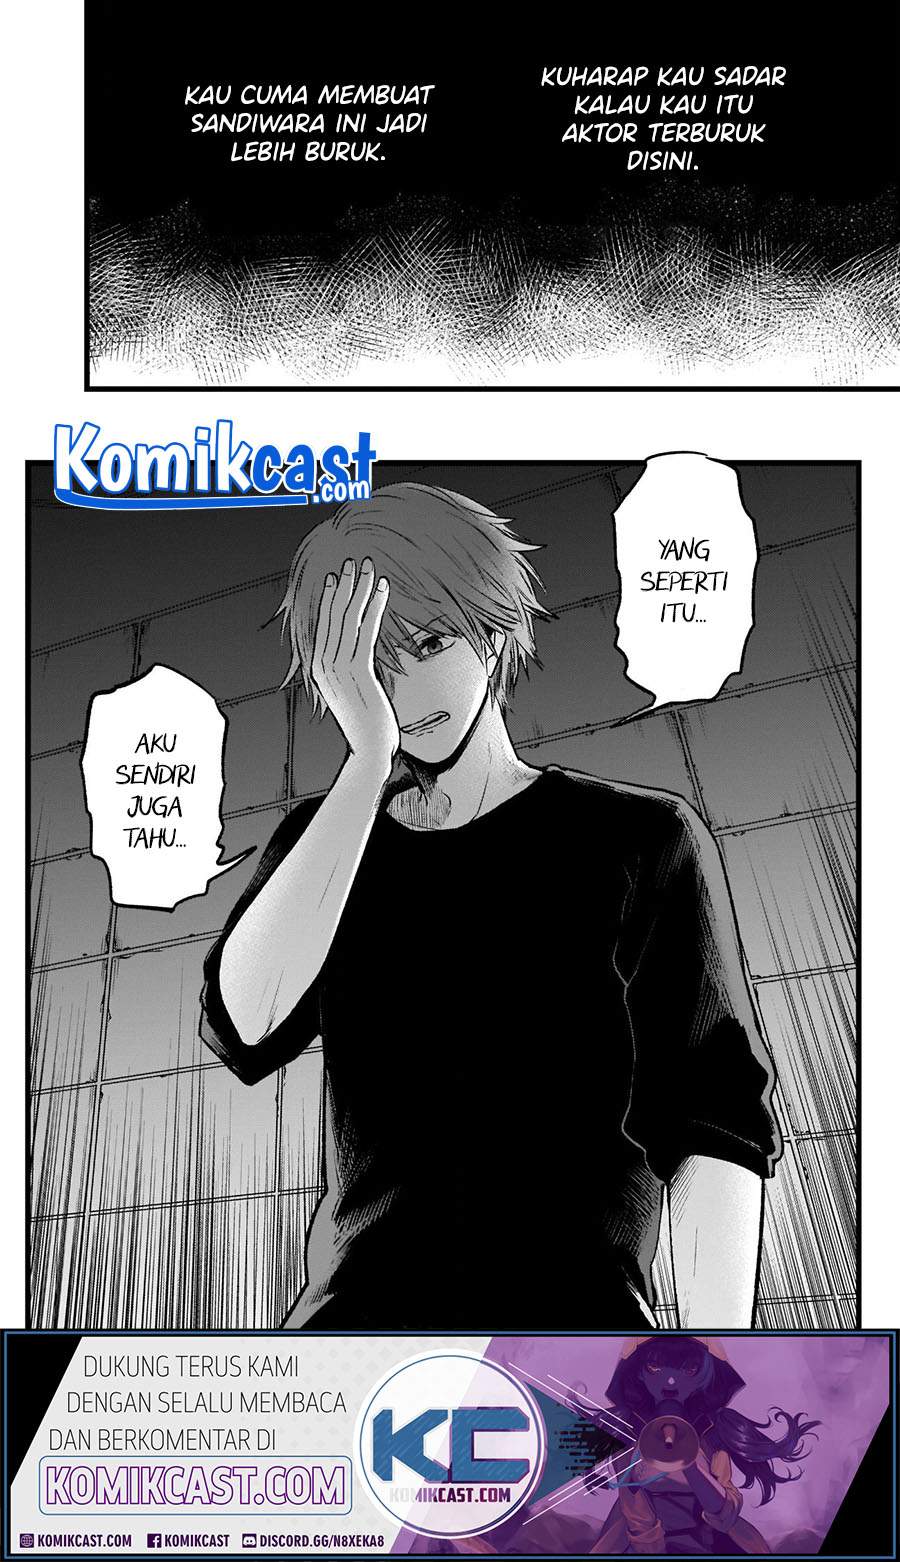 KUHARAP KAU SADAR
KALAU KAU ITU
AKTOR TERBURUK
DISINI.
KAU CUMA MEMBUAT
SANDIWARA INI JADI
LEBIH BURUK.
Komikcast
.com
YANG
SEPERTI
ITU...
AKU
SENDIRI
JUGA
TAHU...
DUKUNG TERUS KAMI
DENGAN SELALU MEMBACA
DAN BERKOMENTAR DI
KOMIKCAST.COM
KC
KOMIKCAST.COM
KOMIKCAST.COM KOMIKCAST DISCORD.GG/N8XEKA8